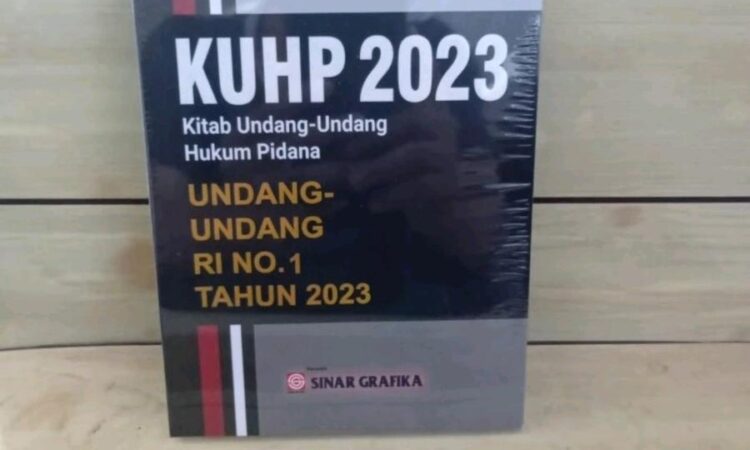 KUHP 2023
Kitab Undang-Undang
Hukum Pidana
UNDANG-
UNDANG
RI NO.1
TAHUN 2023
SINAR GRAFIKA